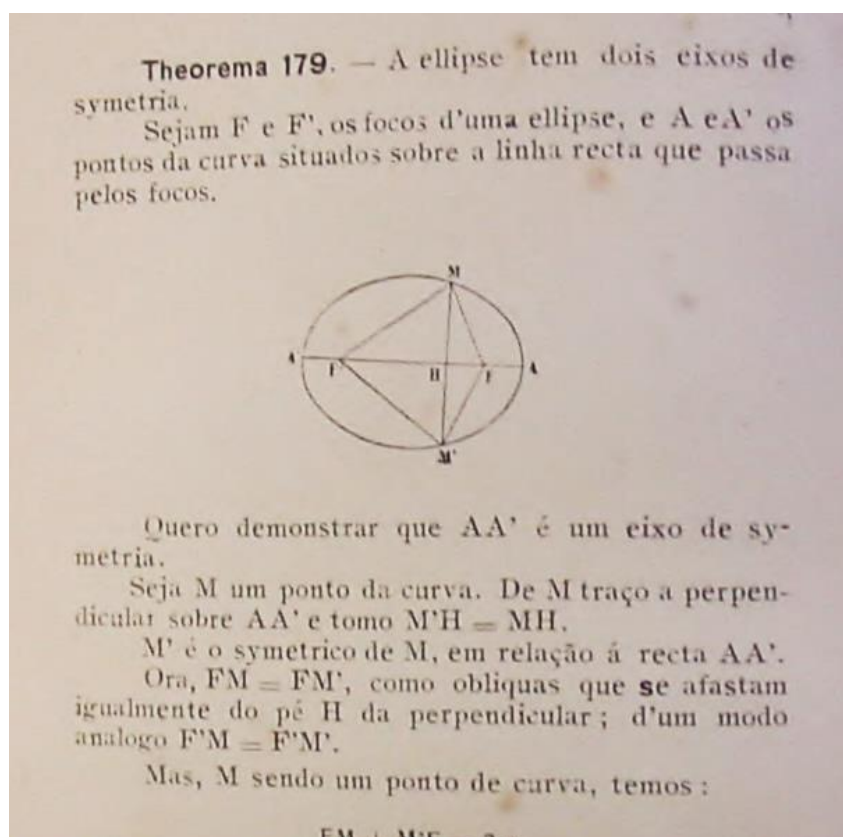 Theorema 179. — A ellipse tem dois eixos de
symetria.
Sejam F e F', os focos d'uma ellipse, e A e A' os
pontos da curva situados sobre a linha recta que passa
pelos focos.
M
A
F
H
F
A
M'
Quero demonstrar que AA' é um eixo de sy-
metria.
Seja M um ponto da curva. De M traço a perpen-
dicular sobre AA' e tomo M'H = MH.
M' é o symetrico de M, em relação á recta AA'.
Ora, FM = FM', como obliquas que se afastam
igualmente do pé H da perpendicular; d'um modo
analogo F'M = F'M'.
Mas, M sendo um ponto de curva, temos :